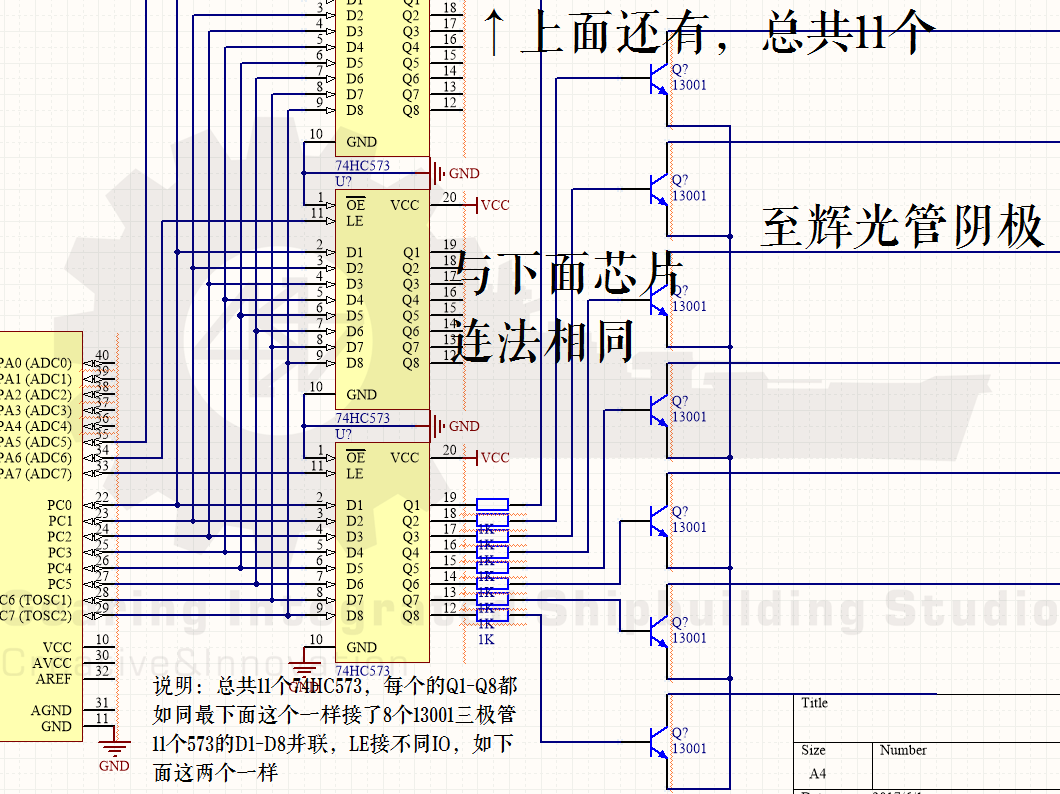 ↑上面还有，总共11个
D1 Q1
3 D2 Q2 18
4 D3 Q3 17
5 D4 Q4 16
6 D5 Q5 15
7 D6 Q6 14
8 D7 Q7 13
9 D8 Q8 12
10 GND
74HC573
U?
GND
Q?
13001
Q?
13001
至辉光管阴极
1 OE VCC 20 VCC
11 LE
2 D1 Q1 19
3 D2 Q2 18
4 D3 Q3 17
5 D4 Q4 16
6 D5 Q5 15
7 D6 Q6 14
8 D7 Q7 13
9 D8 Q8 12
10 GND
与下面芯片
连法相同
Q?
13001
74HC573
U?
GND
Q?
13001
PA0 (ADC0) 40
PA1 (ADC1) 39
PA2 (ADC2) 38
PA3 (ADC3) 37
PA4 (ADC4) 36
PA5 (ADC5) 35
PA6 (ADC6) 34
PA7 (ADC7) 33
PC0 22
PC1 23
PC2 24
PC3 25
PC4 26
PC5 27
C6 (TOSC1) 28
C7 (TOSC2) 29
VCC 10
AVCC 30
AREF 32
AGND 31
GND 11
GND
1 OE VCC 20 VCC
11 LE
2 D1 Q1 19
3 D2 Q2 18
4 D3 Q3 17
5 D4 Q4 16
6 D5 Q5 15
7 D6 Q6 14
8 D7 Q7 13
9 D8 Q8 12
10 GND
1K
1K
1K
1K
1K
1K
1K
1K
Q?
13001
Q?
13001
Q?
13001
Shipbuilding Studio
74HC573
GND
说明：总共11个74HC573，每个的Q1-Q8都
如同最下面这个一样接了8个13001三极管
11个573的D1-D8并联，LE接不同IO，如下
面这两个一样
Title
Size Number
A4